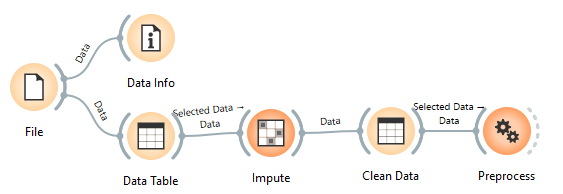 Data
Data Info
File
Data
Selected Data →
Data
Data
Selected Data →
Data
Data Table
Impute
Clean Data
Preprocess